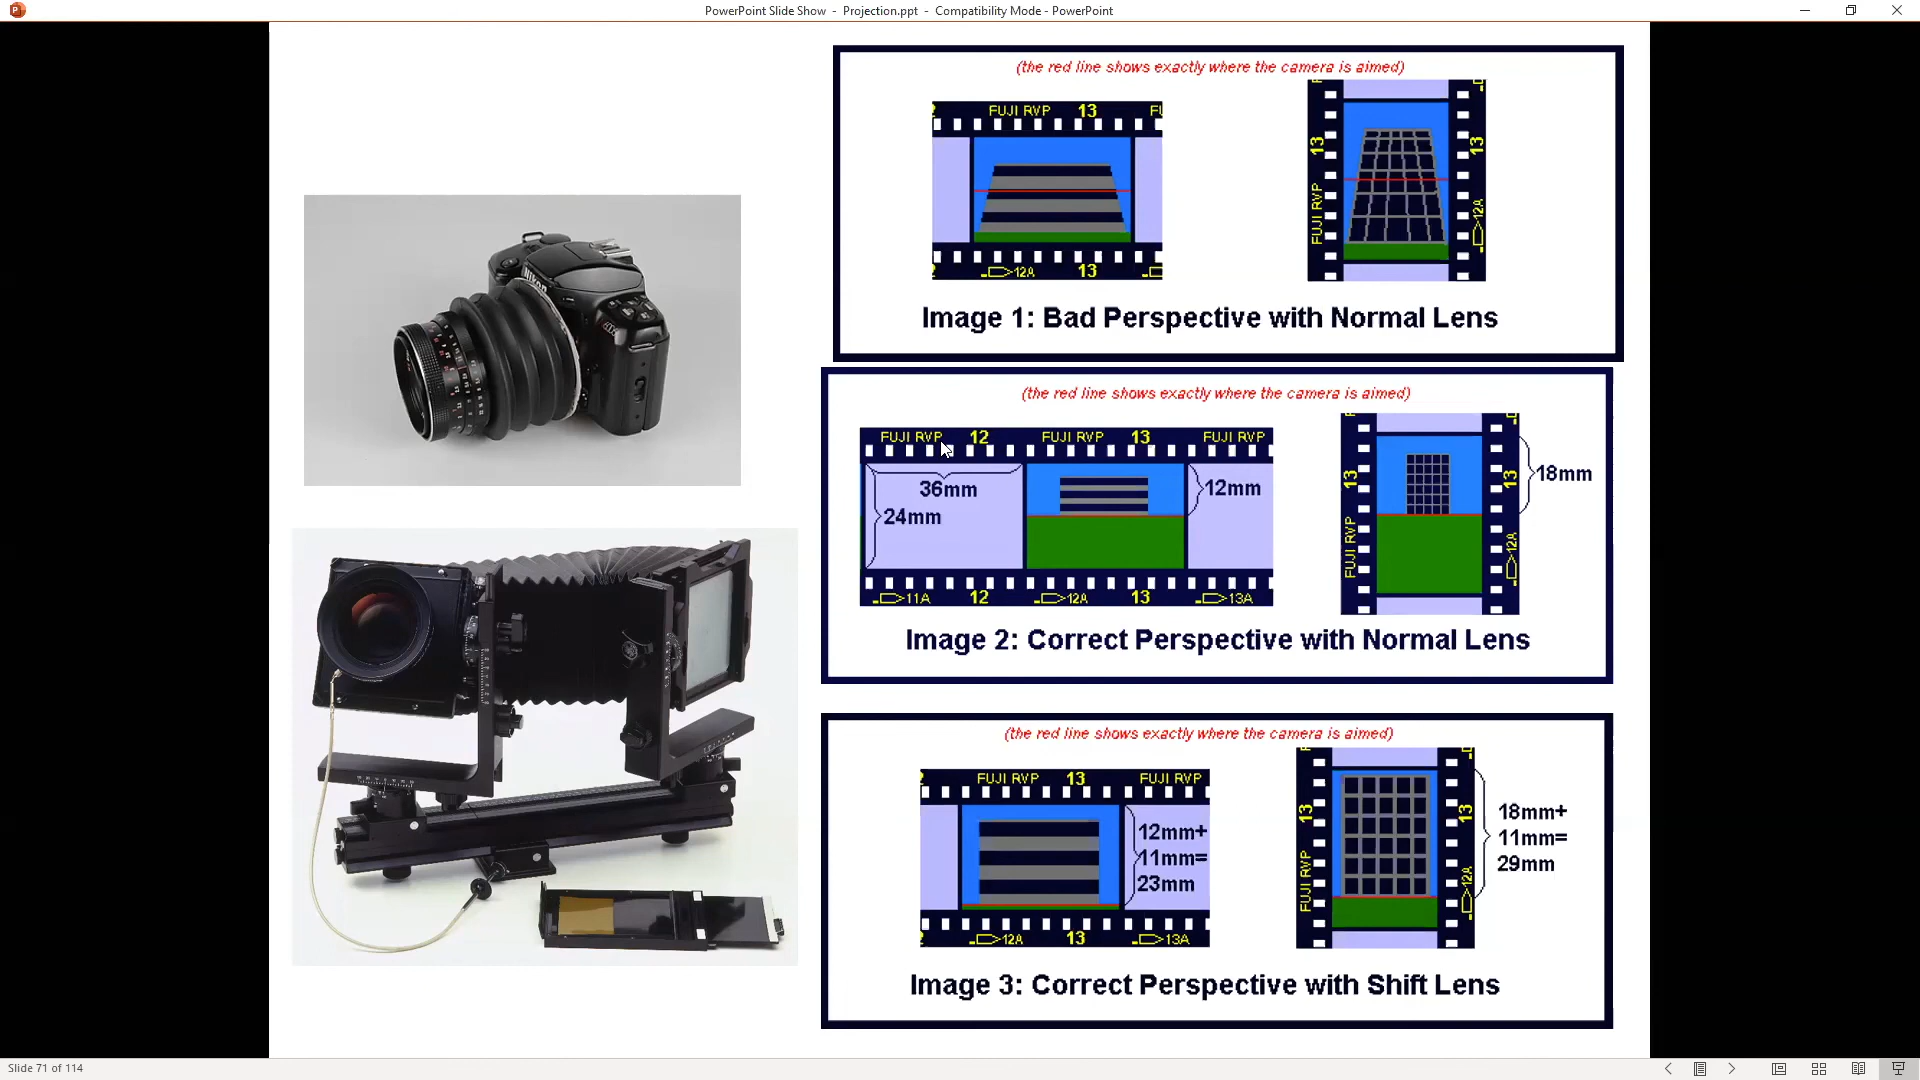 PowerPoint Slide Show - Projection.ppt - Compatibility Mode - PowerPoint
(the red line shows exactly where the camera is aimed)
FUJI RVP 13
12A 13
13 13
FUJI RVP 12A
Image 1: Bad Perspective with Normal Lens
Nikon
(the red line shows exactly where the camera is aimed)
FUJI RVP 12 FUJI RVP 13 FUJI RVP
36mm
24mm
12mm
11A 12 12A 13 13A
13 13
FUJI RVP 12A
18mm
Image 2: Correct Perspective with Normal Lens
(the red line shows exactly where the camera is aimed)
FUJI RVP 13 FUJI RVP
12mm+
11mm=
23mm
12A 13 13A
13 13
FUJI RVP 12A
18mm+
11mm=
29mm
Image 3: Correct Perspective with Shift Lens
Slide 71 of 114